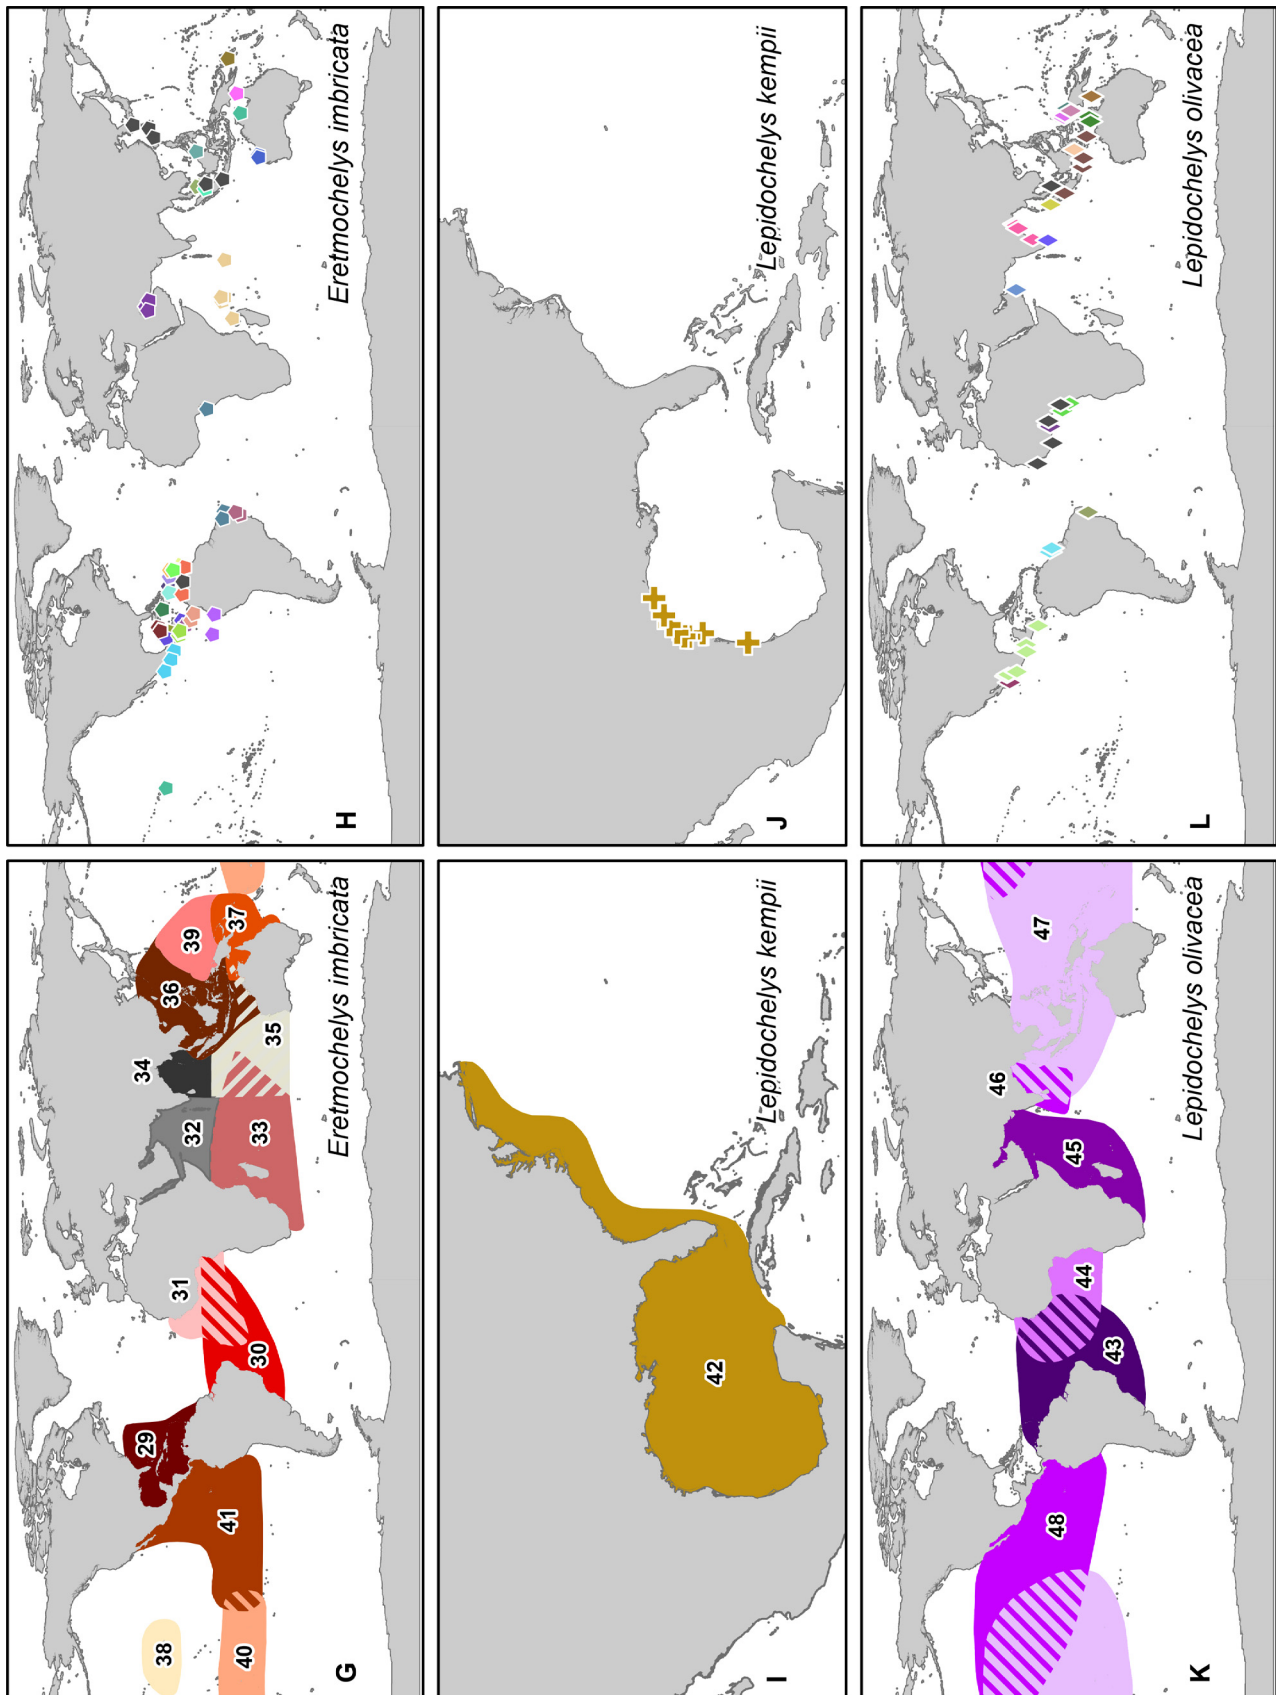 G
38
40
41
29
30
31
32
33
34
35
36
39
37
Eretmochelys imbricata
H
Eretmochelys imbricata
I
42
Lepidochelys kempii
J
Lepidochelys kempii
K
48
43
44
45
46
47
Lepidochelys olivacea
L
Lepidochelys olivacea